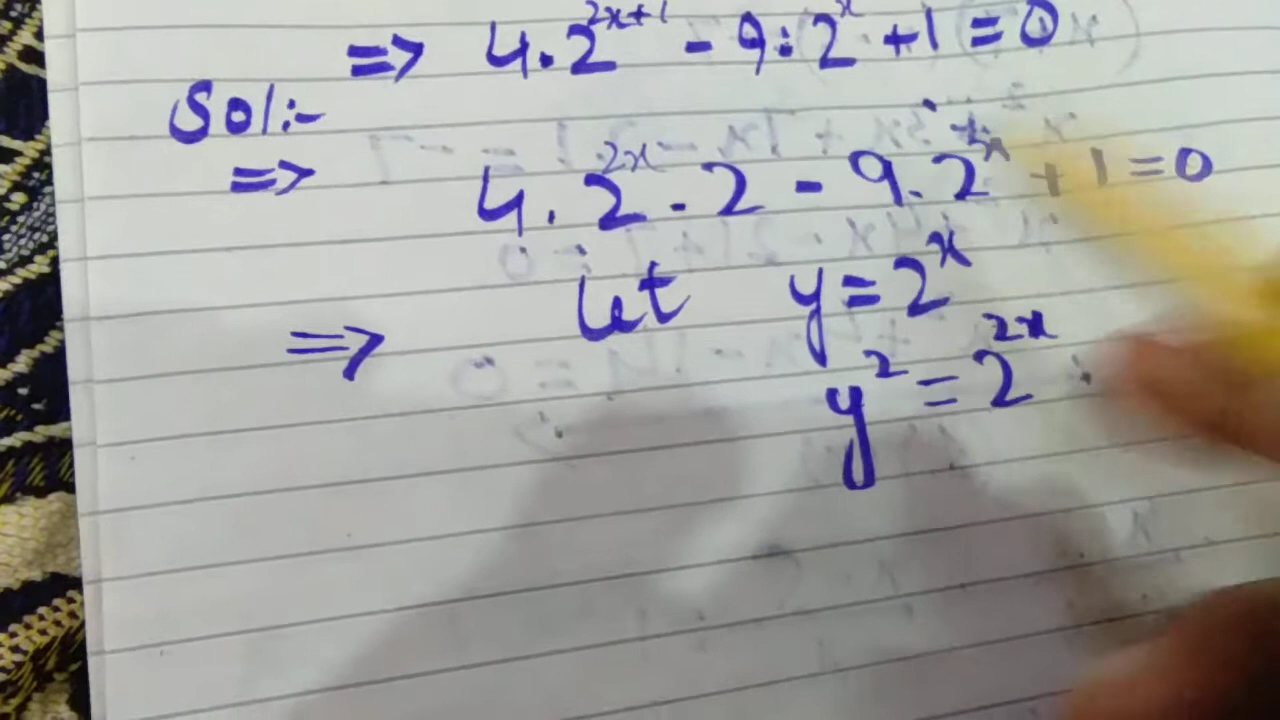 => 4.2^{2x+1} - 9.2^x + 1 = 0
Sol:-
=> 4.2^{2x}.2 - 9.2^x + 1 = 0
=> let y = 2^x
y^2 = 2^{2x}